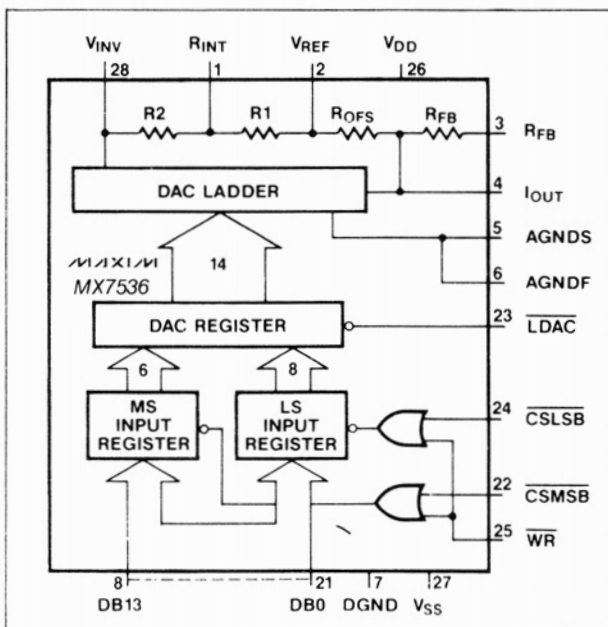 VINV RINT VREF VDD
28 1 2 26
R2 R1 ROFS RFB 3 RFB
DAC LADDER 4 IOUT
5 AGNDS
MAXIM 14
MX7536 6 AGNDF
DAC REGISTER 23 LDAC
6 8
MS INPUT REGISTER LS INPUT REGISTER 24 CSLSB
22 CSMSB
25 WR
8 21 7 27
DB13 DB0 DGND VSS